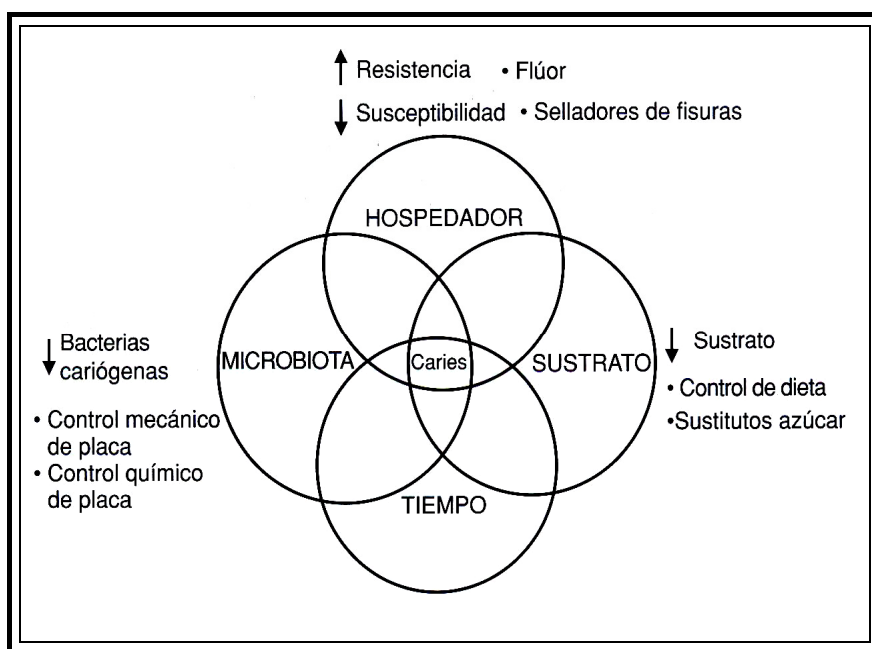 ↑ Resistencia • Flúor
↓ Susceptibilidad • Selladores de fisuras
HOSPEDADOR
↓ Bacterias
cariógenas
• Control mecánico
de placa
• Control químico
de placa
MICROBIOTA
Caries
SUSTRATO
↓ Sustrato
• Control de dieta
•Sustitutos azúcar
TIEMPO